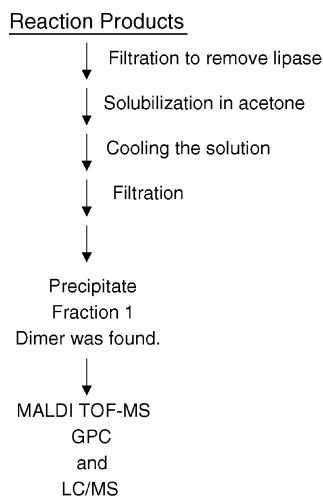 Reaction Products
Filtration to remove lipase
Solubilization in acetone
Cooling the solution
Filtration
Precipitate
Fraction 1
Dimer was found.
MALDI TOF-MS
GPC
and
LC/MS